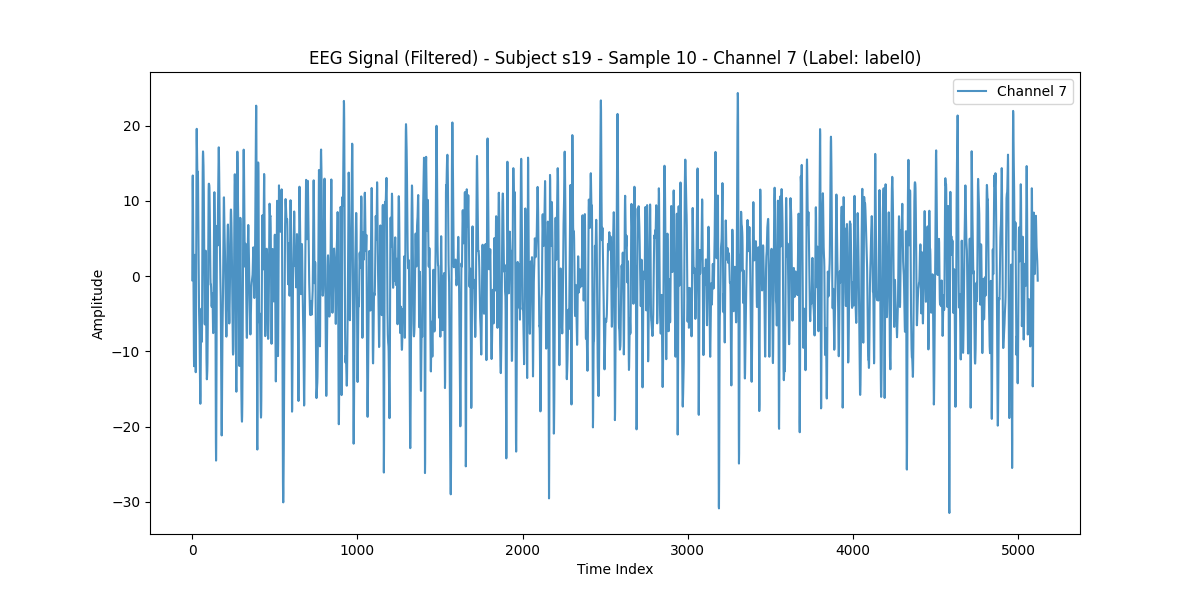 EEG Signal (Filtered) - Subject s19 - Sample 10 - Channel 7 (Label: label0)
Channel 7
20
10
0
−10
−20
−30
Amplitude
0 1000 2000 3000 4000 5000
Time Index